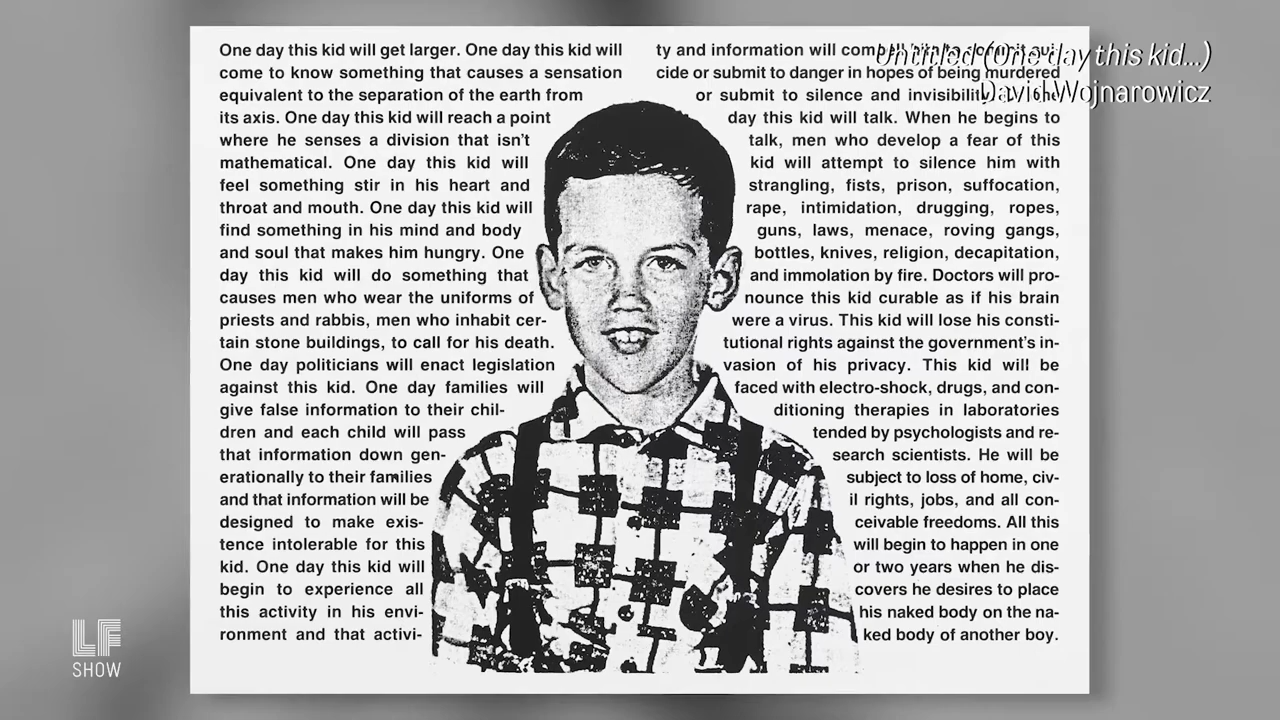 One day this kid will get larger. One day this kid will
come to know something that causes a sensation
equivalent to the separation of the earth from
its axis. One day this kid will reach a point
where he senses a division that isn't
mathematical. One day this kid will
feel something stir in his heart and
throat and mouth. One day this kid will
find something in his mind and body
and soul that makes him hungry. One
day this kid will do something that
causes men who wear the uniforms of
priests and rabbis, men who inhabit cer-
tain stone buildings, to call for his death.
One day politicians will enact legislation
against this kid. One day families will
give false information to their chil-
dren and each child will pass
that information down gen-
erationally to their families
and that information will be
designed to make exis-
tence intolerable for this
kid. One day this kid will
begin to experience all
this activity in his envi-
ronment and that activi-
ty and information will
cide or submit to danger in hopes of being murdered
or submit to silence and
day this kid will talk. When he begins to
talk, men who develop a fear of this
kid will attempt to silence him with
strangling, fists, prison, suffocation,
rape, intimidation, drugging, ropes,
guns, laws, menace, roving gangs,
bottles, knives, religion, decapitation,
and immolation by fire. Doctors will pro-
nounce this kid curable as if his brain
were a virus. This kid will lose his consti-
tutional rights against the government's in-
vasion of his privacy. This kid will be
faced with electro-shock, drugs, and con-
ditioning therapies in laboratories
tended by psychologists and re-
search scientists. He will be
subject to loss of home, civ-
il rights, jobs, and all con-
ceivable freedoms. All this
will begin to happen in one
or two years when he dis-
covers he desires to place
his naked body on the na-
ked body of another boy.
Untitled (One day this kid...)
David Wojnarowicz
LF
SHOW